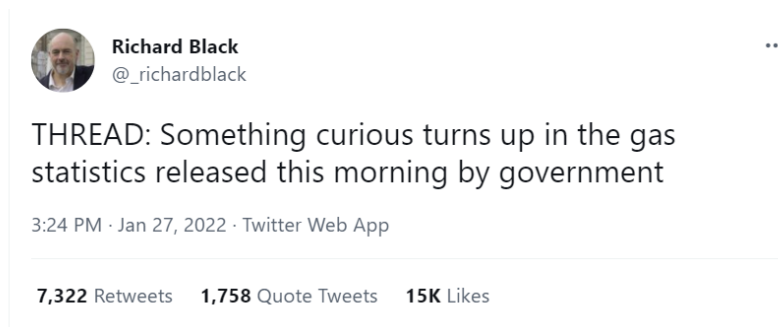 Richard Black
@_richardblack
THREAD: Something curious turns up in the gas
statistics released this morning by government
3:24 PM · Jan 27, 2022 · Twitter Web App
7,322 Retweets 1,758 Quote Tweets 15K Likes